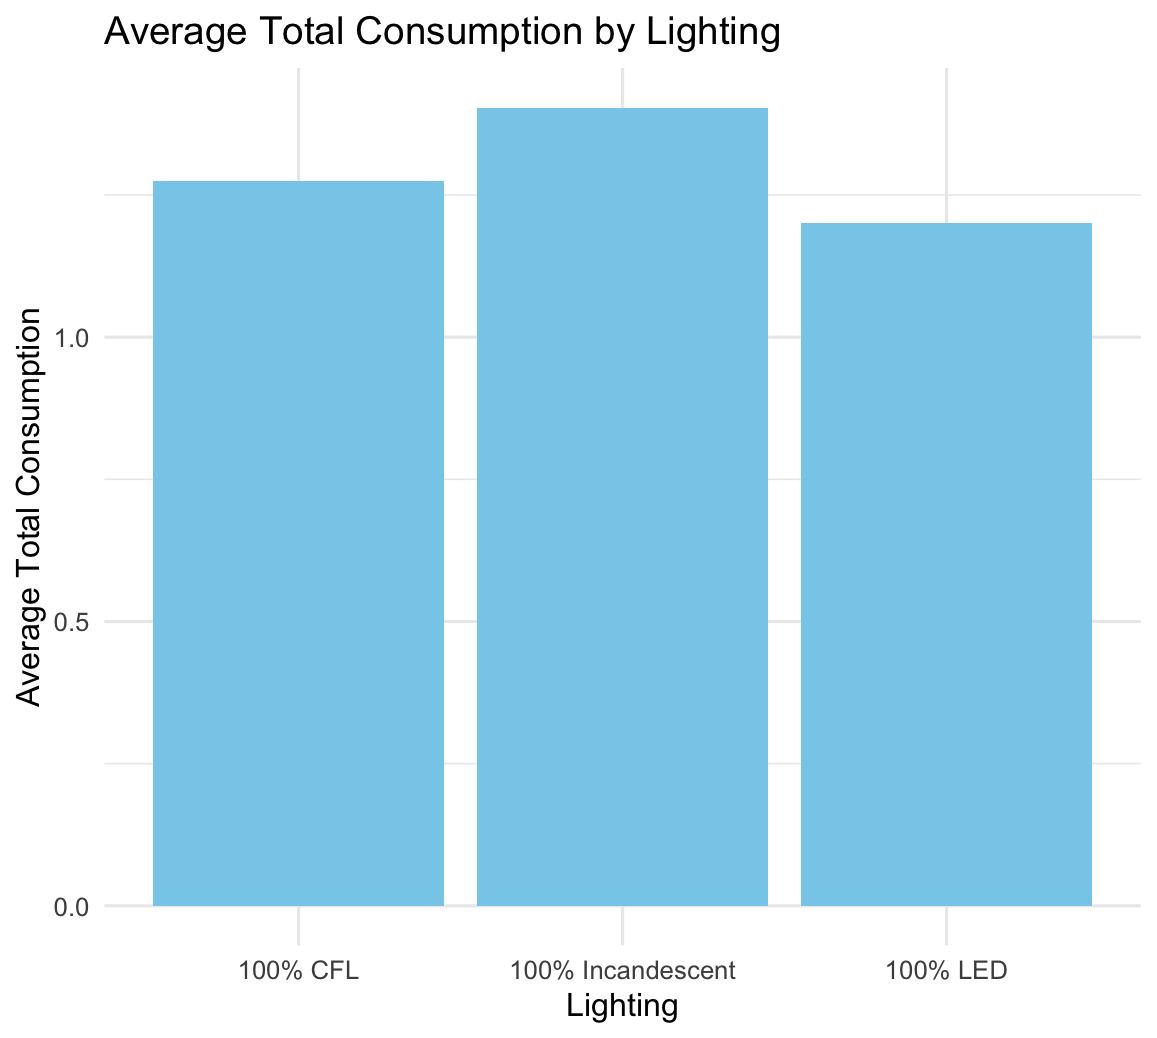 Average Total Consumption by Lighting
Average Total Consumption
1.0
0.5
0.0
100% CFL
100% Incandescent
100% LED
Lighting